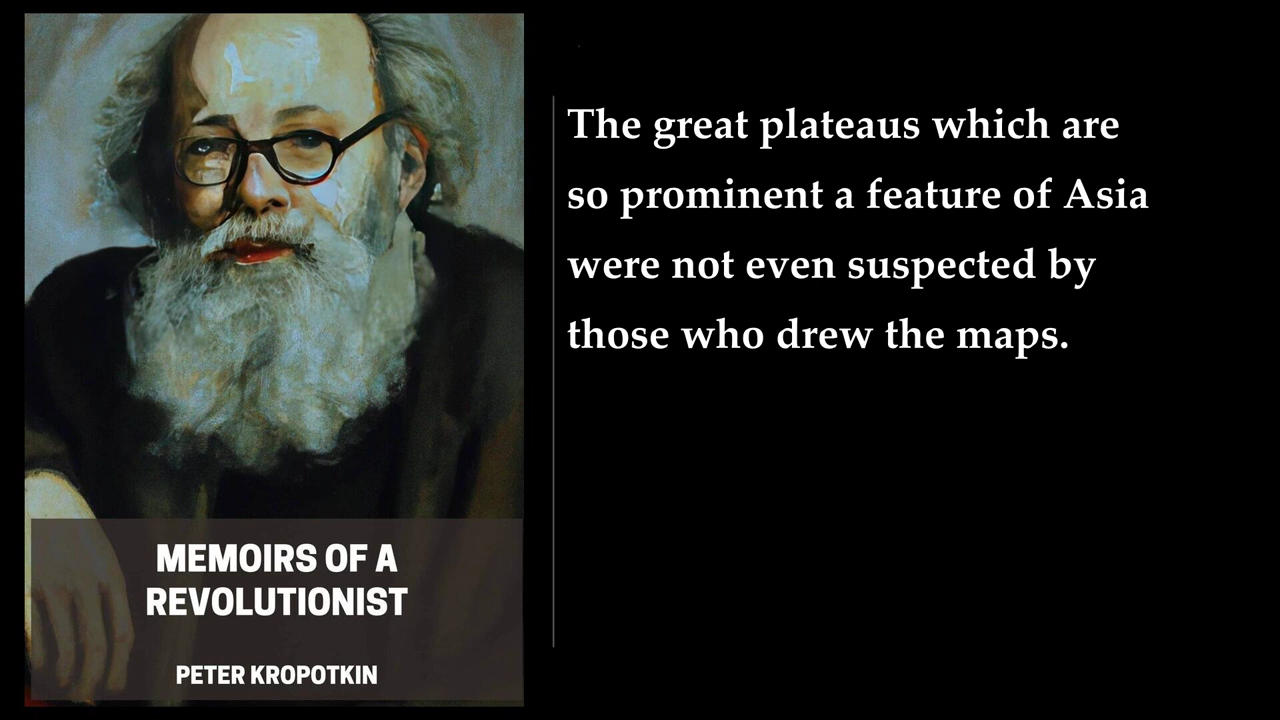 The great plateaus which are
so prominent a feature of Asia
were not even suspected by
those who drew the maps.
MEMOIRS OF A
REVOLUTIONIST
PETER KROPOTKIN